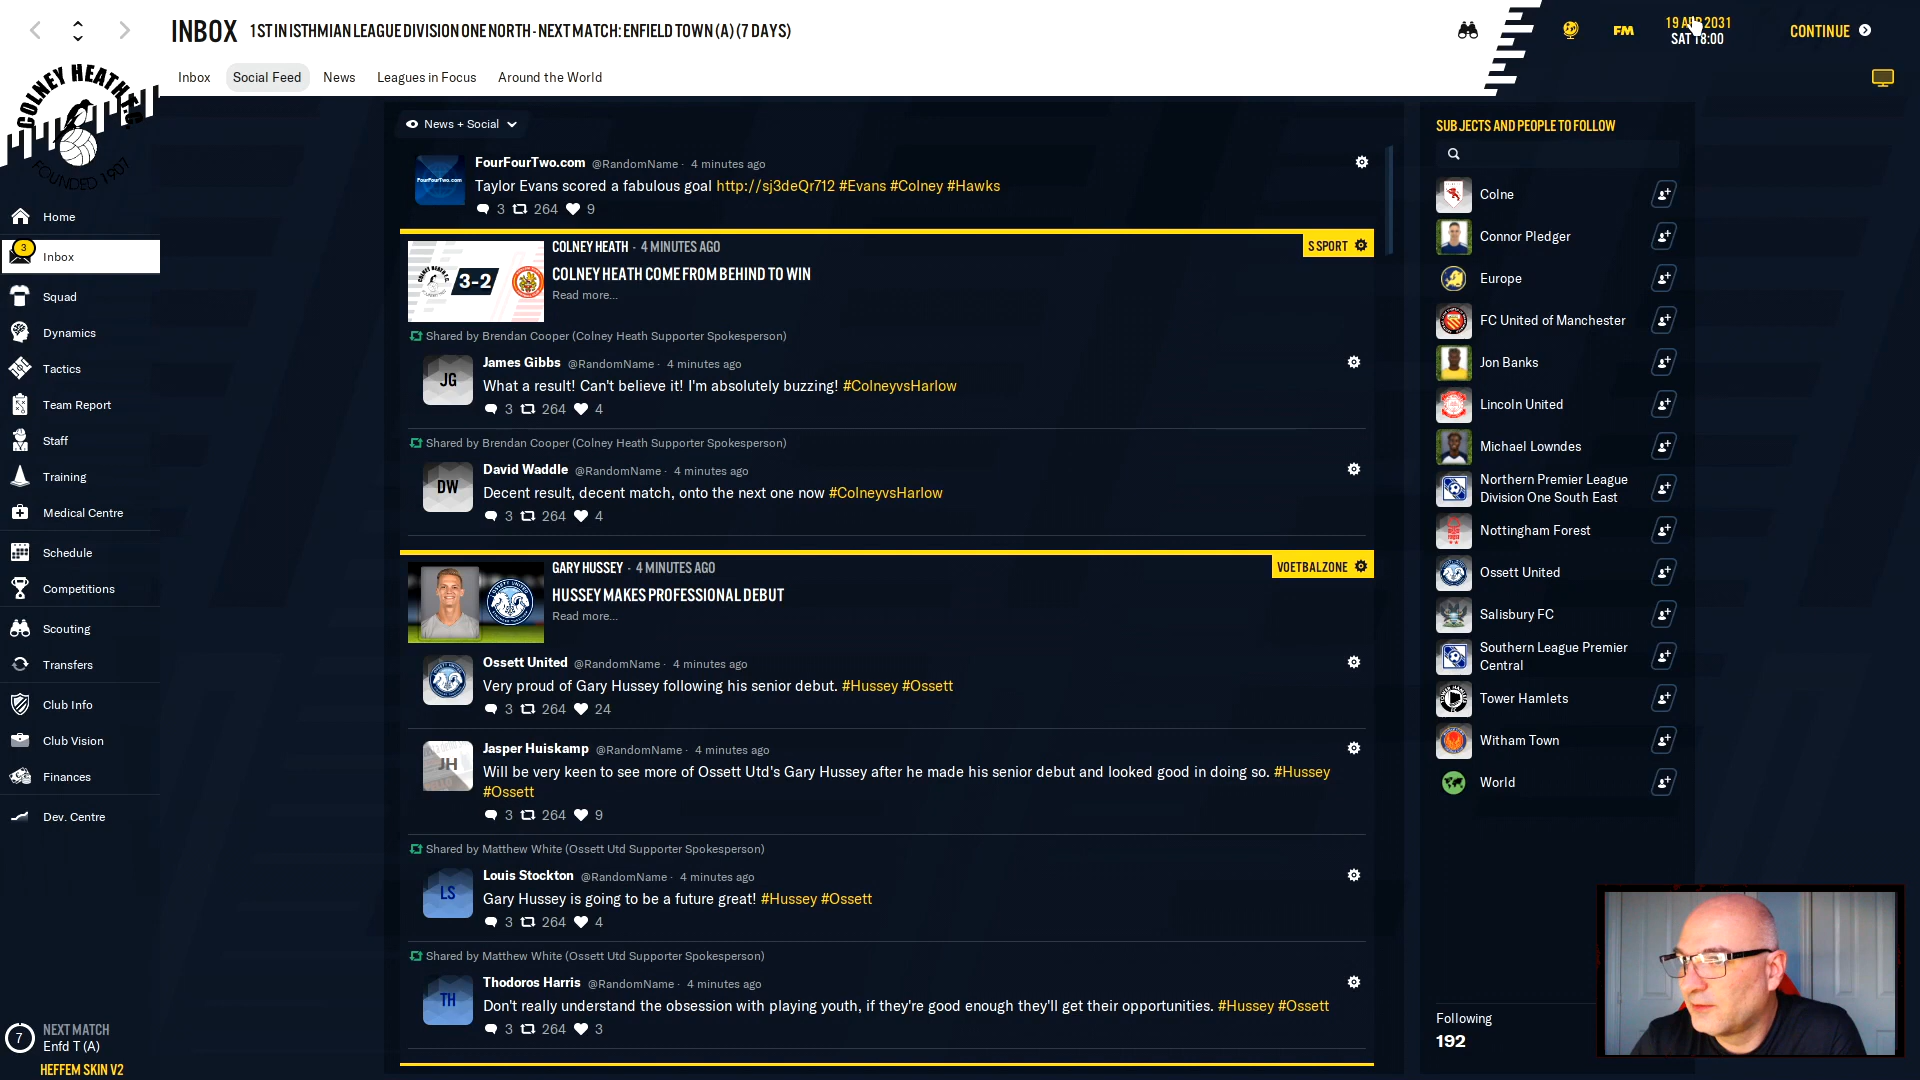 INBOX
1ST IN ISTHMIAN LEAGUE DIVISION ONE NORTH - NEXT MATCH: ENFIELD TOWN (A) (7 DAYS)
FM
2031
SAT 18:00
CONTINUE
Inbox
Social Feed
News
Leagues in Focus
Around the World
COLNEY HEATH
FOUNDED 1907
Home
3
Inbox
Squad
Dynamics
Tactics
Team Report
Staff
Training
Medical Centre
Schedule
Competitions
Scouting
Transfers
Club Info
Club Vision
Finances
Dev. Centre
7
NEXT MATCH
Enfd T (A)
HEFFEM SKIN V2
News + Social
FourFourTwo.com
FourFourTwo.com @RandomName · 4 minutes ago
Taylor Evans scored a fabulous goal http://sj3deQr712 #Evans #Colney #Hawks
3 264 9
3-2
COLNEY HEATH - 4 MINUTES AGO
S SPORT
COLNEY HEATH COME FROM BEHIND TO WIN
Read more...
Shared by Brendan Cooper (Colney Heath Supporter Spokesperson)
JG
James Gibbs @RandomName · 4 minutes ago
What a result! Can't believe it! I'm absolutely buzzing! #ColneyvsHarlow
3 264 4
Shared by Brendan Cooper (Colney Heath Supporter Spokesperson)
DW
David Waddle @RandomName · 4 minutes ago
Decent result, decent match, onto the next one now #ColneyvsHarlow
3 264 4
GARY HUSSEY - 4 MINUTES AGO
VOETBALZONE
HUSSEY MAKES PROFESSIONAL DEBUT
Read more...
Ossett United @RandomName · 4 minutes ago
Very proud of Gary Hussey following his senior debut. #Hussey #Ossett
3 264 24
JH
Jasper Huiskamp @RandomName · 4 minutes ago
Will be very keen to see more of Ossett Utd's Gary Hussey after he made his senior debut and looked good in doing so. #Hussey
#Ossett
3 264 9
Shared by Matthew White (Ossett Utd Supporter Spokesperson)
LS
Louis Stockton @RandomName · 4 minutes ago
Gary Hussey is going to be a future great! #Hussey #Ossett
3 264 4
Shared by Matthew White (Ossett Utd Supporter Spokesperson)
TH
Thodoros Harris @RandomName · 4 minutes ago
Don't really understand the obsession with playing youth, if they're good enough they'll get their opportunities. #Hussey #Ossett
3 264 3
SUBJECTS AND PEOPLE TO FOLLOW
Colne
Connor Pledger
Europe
FC United of Manchester
Jon Banks
Lincoln United
Michael Lowndes
Northern Premier League
Division One South East
Nottingham Forest
Ossett United
Salisbury FC
Southern League Premier
Central
Tower Hamlets
Witham Town
World
Following
192